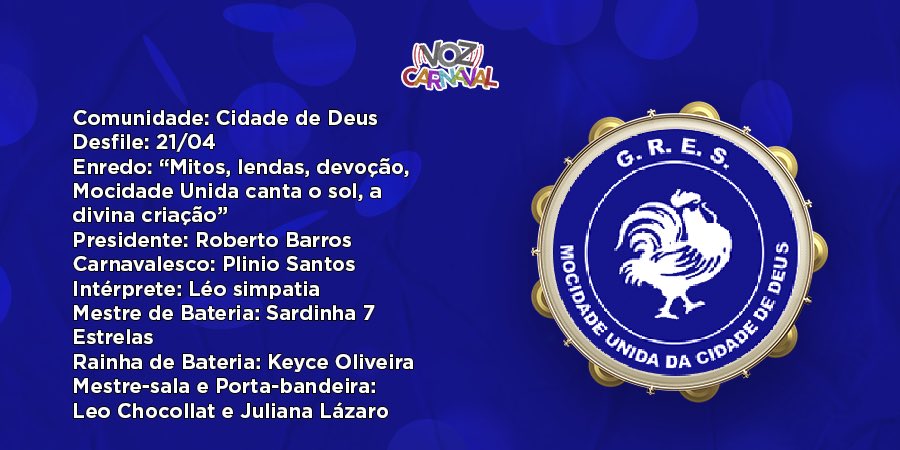 VOZ
CARNAVAL
Comunidade: Cidade de Deus
Desfile: 21/04
Enredo: “Mitos, lendas, devoção,
Mocidade Unida canta o sol, a
divina criação”
Presidente: Roberto Barros
Carnavalesco: Plinio Santos
Intérprete: Léo simpatia
Mestre de Bateria: Sardinha 7
Estrelas
Rainha de Bateria: Keyce Oliveira
Mestre-sala e Porta-bandeira:
Leo Chocollat e Juliana Lázaro
G. R. E. S.
MOCIDADE UNIDA DA CIDADE DE DEUS